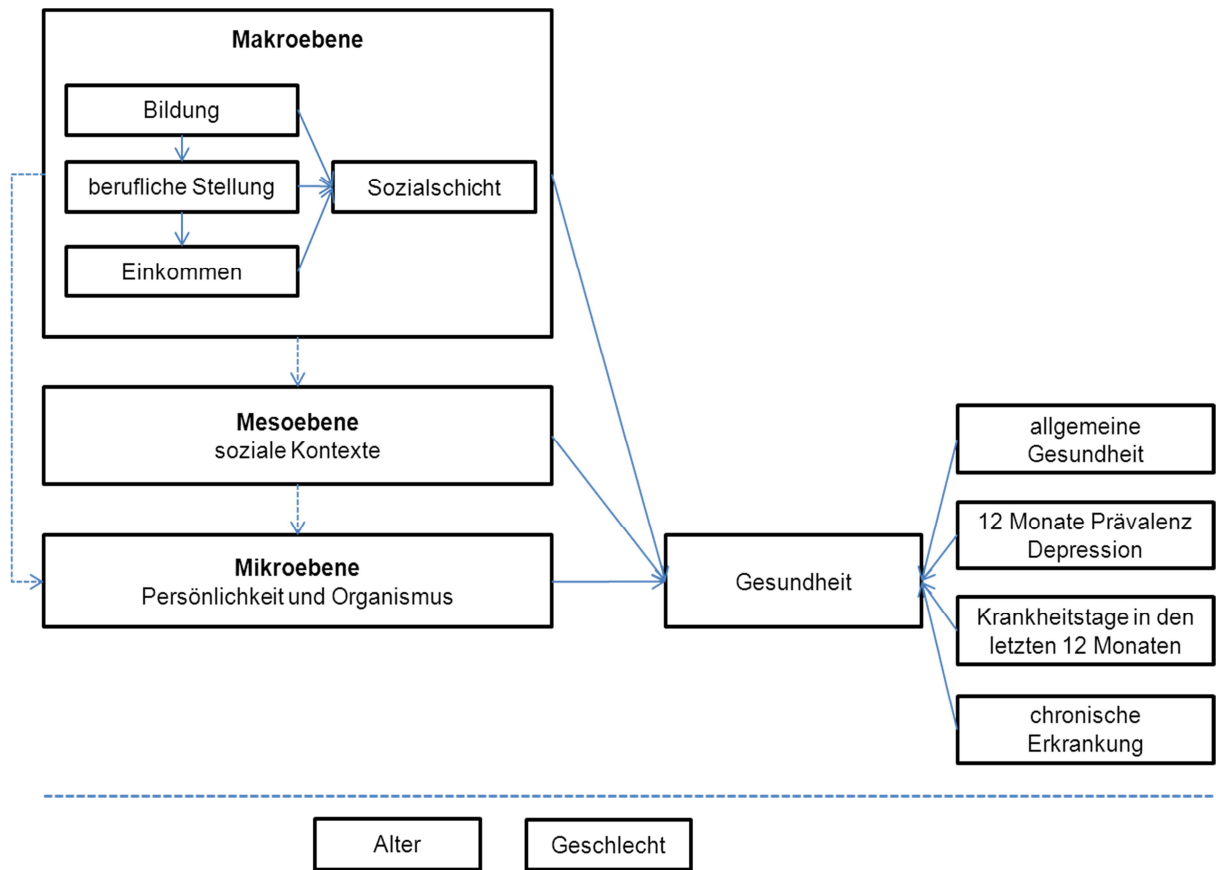 Makroebene
Bildung
berufliche Stellung
Sozialschicht
Einkommen
Mesoebene
soziale Kontexte
Mikroebene
Persönlichkeit und Organismus
Gesundheit
allgemeine
Gesundheit
12 Monate Prävalenz
Depression
Krankheitstage in den
letzten 12 Monaten
chronische
Erkrankung
Alter
Geschlecht